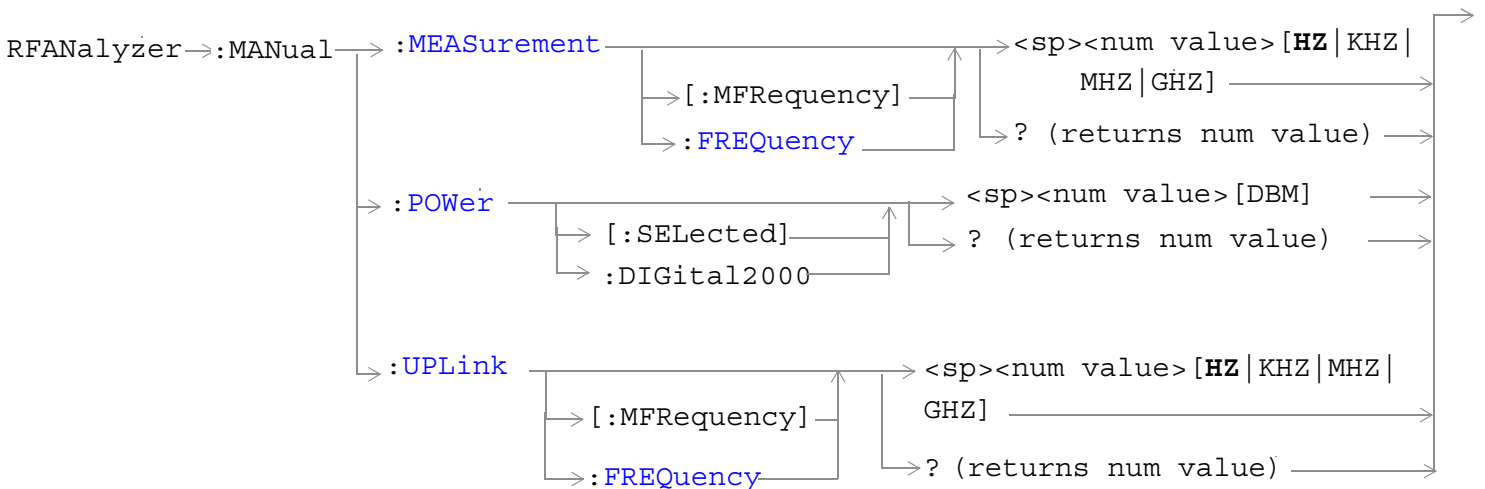 RFANalyzer :MANual :MEASurement <sp><num value>[HZ|KHZ|
MHZ|GHZ]
[:MFRequency]
:FREQuency
? (returns num value)
:POWer <sp><num value>[DBM]
[:SELected]
? (returns num value)
:DIGital2000
:UPLink <sp><num value>[HZ|KHZ|MHZ|
GHZ]
[:MFRequency]
:FREQuency
? (returns num value)